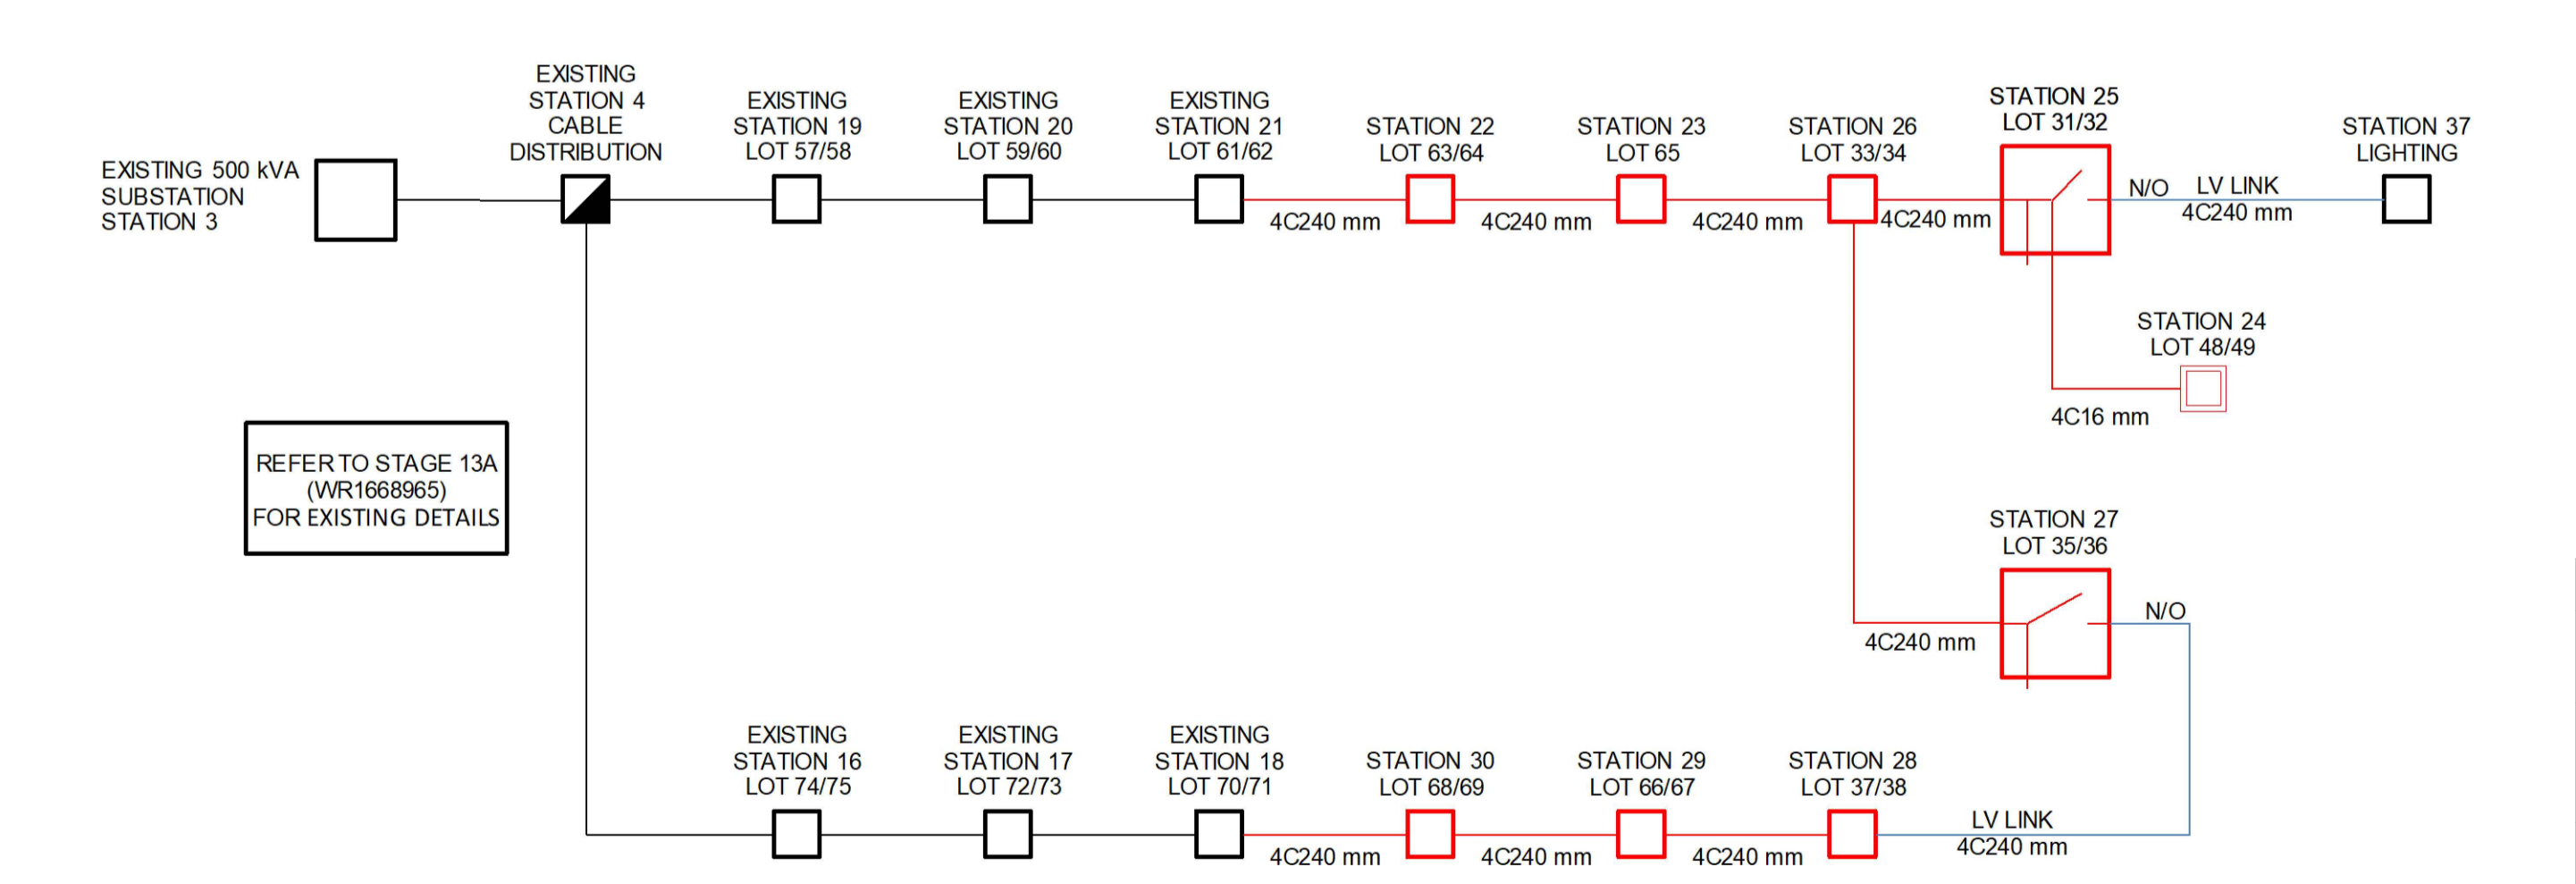 EXISTING 500 kVA
SUBSTATION
STATION 3
EXISTING
STATION 4
CABLE
DISTRIBUTION
EXISTING
STATION 19
LOT 57/58
EXISTING
STATION 20
LOT 59/60
EXISTING
STATION 21
LOT 61/62
4C240 mm
STATION 22
LOT 63/64
4C240 mm
STATION 23
LOT 65
4C240 mm
STATION 26
LOT 33/34
4C240 mm
STATION 25
LOT 31/32
N/O
LV LINK
4C240 mm
STATION 37
LIGHTING
STATION 24
LOT 48/49
4C16 mm
REFER TO STAGE 13A
(WR1668965)
FOR EXISTING DETAILS
STATION 27
LOT 35/36
4C240 mm
N/O
EXISTING
STATION 16
LOT 74/75
EXISTING
STATION 17
LOT 72/73
EXISTING
STATION 18
LOT 70/71
4C240 mm
STATION 30
LOT 68/69
4C240 mm
STATION 29
LOT 66/67
4C240 mm
STATION 28
LOT 37/38
LV LINK
4C240 mm